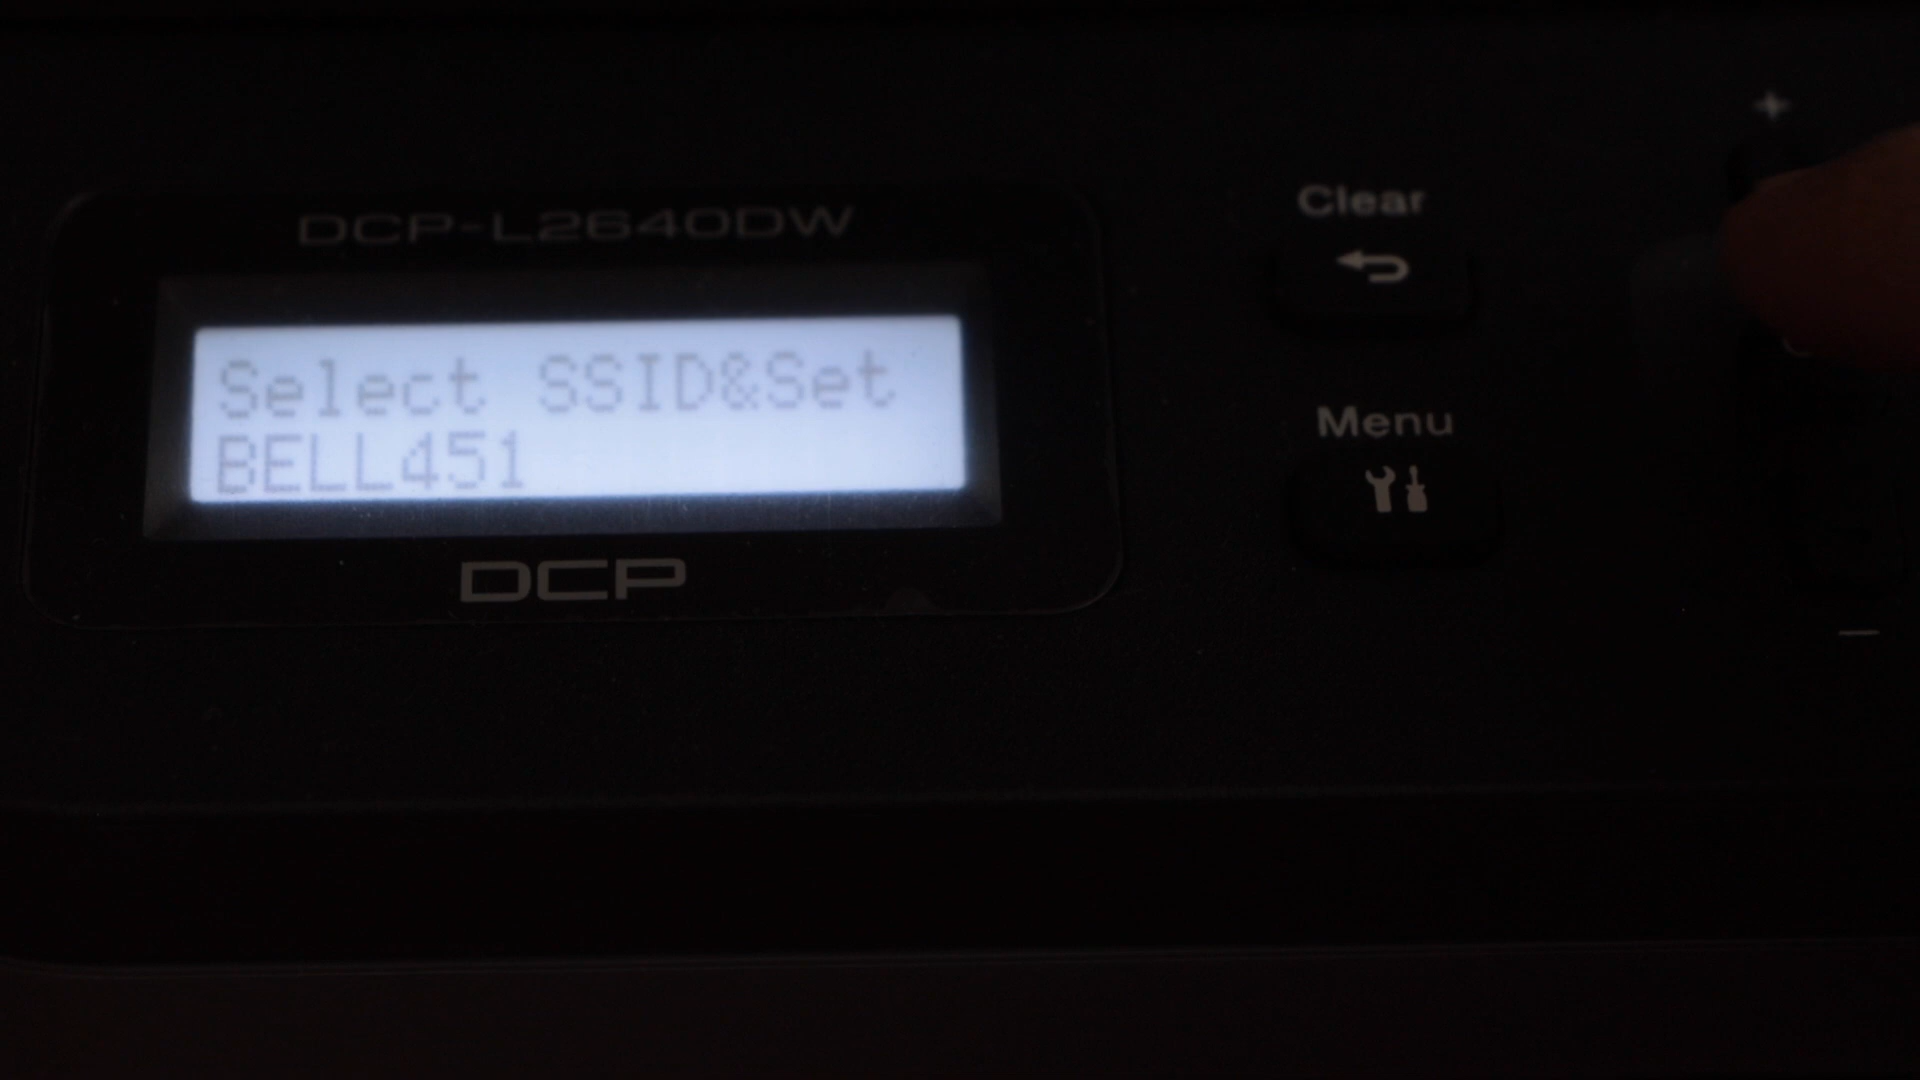 DCP-L2640DW
Select SSID&Set
BELL451
DCP
Clear
Menu
+
—